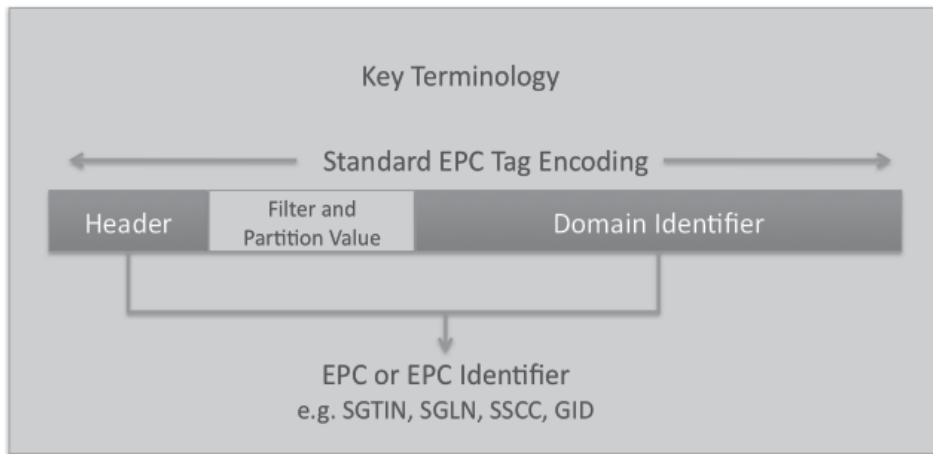 Key Terminology
Standard EPC Tag Encoding
Header
Filter and
Partition Value
Domain Identifier
EPC or EPC Identifier
e.g. SGTIN, SGLN, SSCC, GID